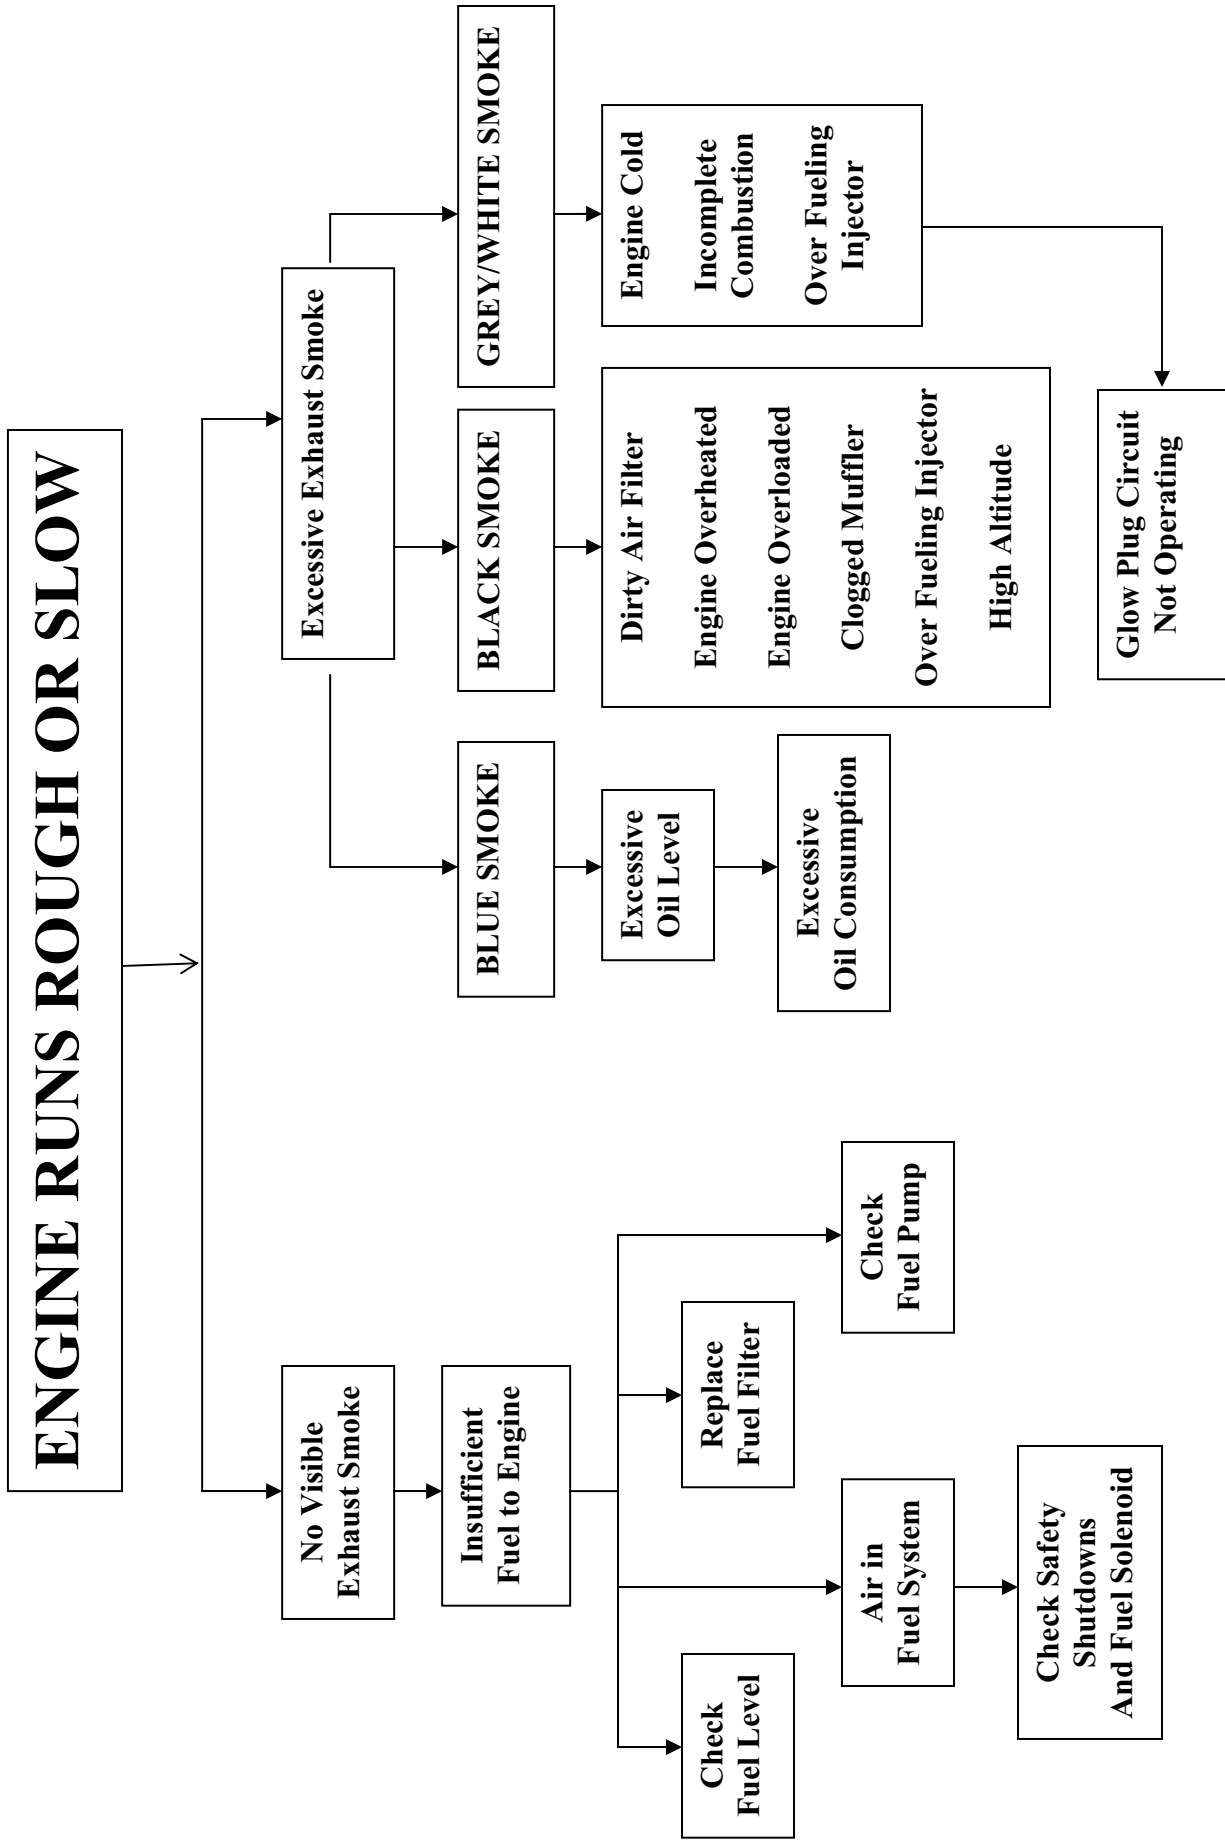 ENGINE RUNS ROUGH OR SLOW
No Visible
Exhaust Smoke
Excessive Exhaust Smoke
Insufficient
Fuel to Engine
BLUE SMOKE
BLACK SMOKE
GREY/WHITE SMOKE
Check
Fuel Level
Replace
Fuel Filter
Air in
Fuel System
Check
Fuel Pump
Check Safety
Shutdowns
And Fuel Solenoid
Excessive
Oil Level
Excessive
Oil Consumption
Dirty Air Filter
Engine Overheated
Engine Overloaded
Clogged Muffler
Over Fueling Injector
High Altitude
Engine Cold
Incomplete
Combustion
Over Fueling
Injector
Glow Plug Circuit
Not Operating